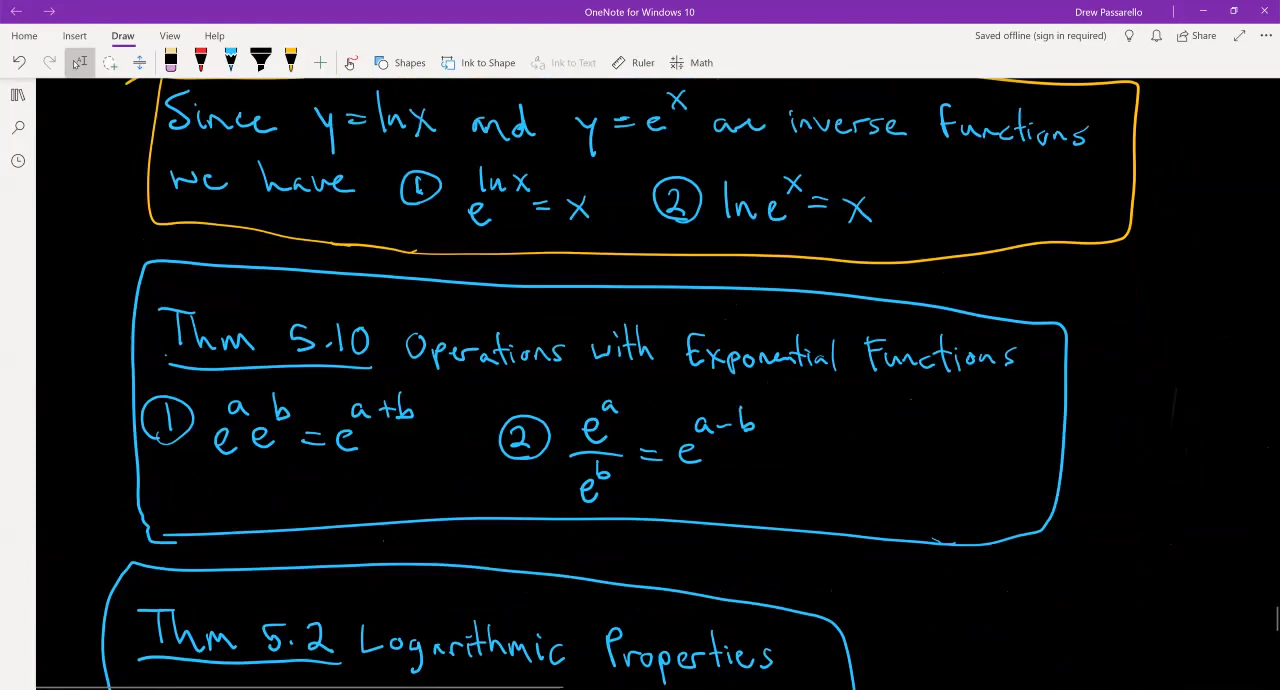 OneNote for Windows 10
Drew Passarello
Home Insert Draw View Help
Saved offline (sign in required) Share
Shapes Ink to Shape Ink to Text Ruler Math
Since y=lnx and y=e^x are inverse functions
we have ① e^{lnx} = x ② ln e^x = x
Thm 5.10 Operations with Exponential Functions
① e^a e^b = e^{a+b} ② e^a/e^b = e^{a-b}
Thm 5.2 Logarithmic Properties